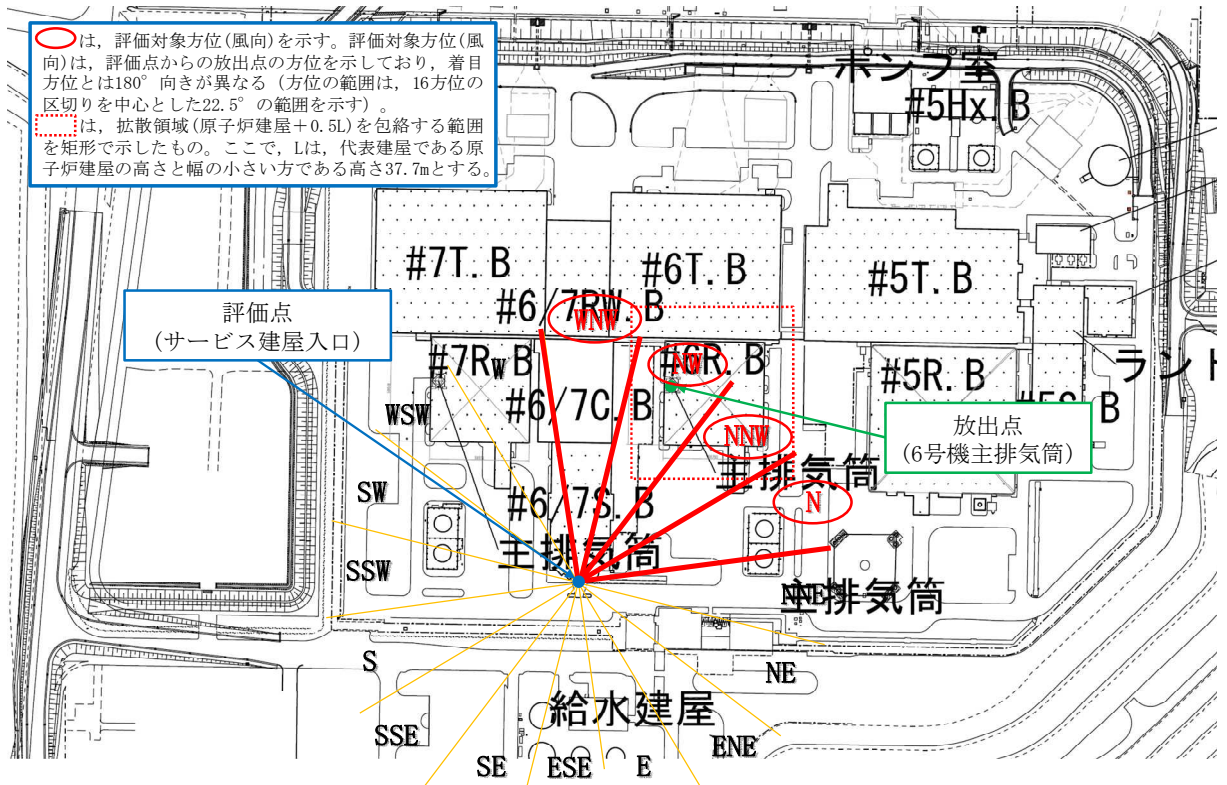 は，評価対象方位(風向)を示す。評価対象方位(風
向)は，評価点からの放出点の方位を示しており，着目
方位とは180°向きが異なる（方位の範囲は，16方位の
区切りを中心とした22.5°の範囲を示す）。
は，拡散領域(原子炉建屋＋0.5L)を包絡する範囲
を矩形で示したもの。ここで，Lは，代表建屋である原
子炉建屋の高さと幅の小さい方である高さ37.7mとする。
ポンプ室
#5Hx.B
#7T.B
#6T.B
#5T.B
#6/7RW.B
WNW
評価点
(サービス建屋入口)
#7R
W
B
#6R.B
NW
#5R.B
ランド
#5S.B
#6/7C.B
WSW
放出点
(6号機主排気筒)
NNW
主排気筒
SW
#6/7S.B
N
主排気筒
SSW
NNE
主排気筒
S
NE
給水建屋
SSE
ENE
SE
ESE
E